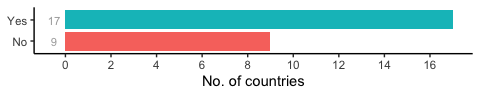 Yes 17
No 9
0 2 4 6 8 10 12 14 16
No. of countries